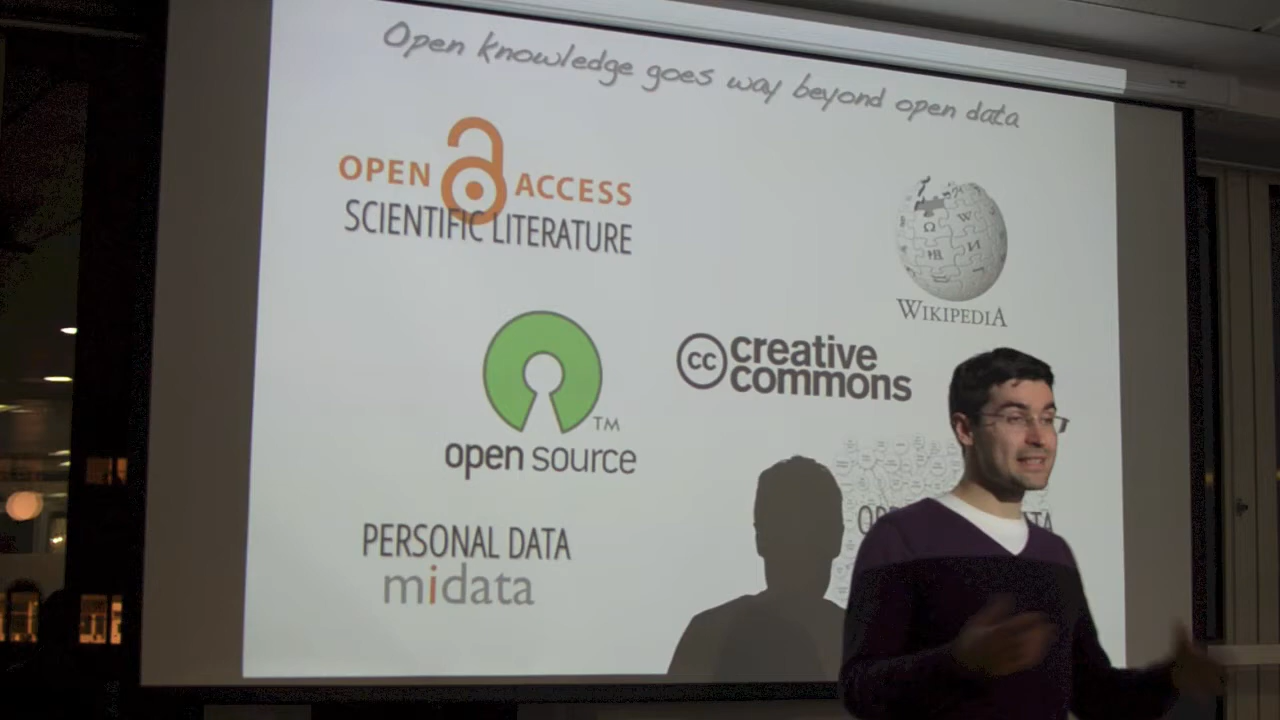 Open knowledge goes way beyond open data
OPEN ACCESS
SCIENTIFIC LITERATURE
WIKIPEDIA
cc creative
commons
TM
open source
PERSONAL DATA
midata